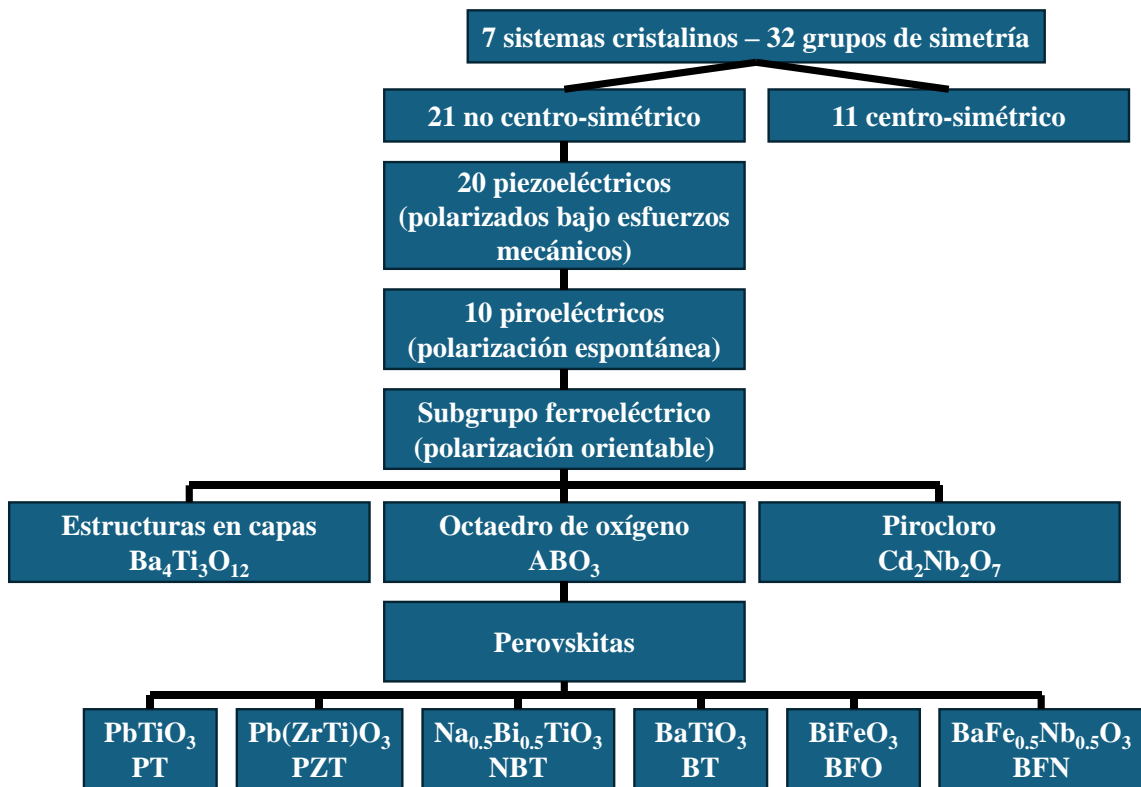 7 sistemas cristalinos – 32 grupos de simetría
21 no centro-simétrico
11 centro-simétrico
20 piezoeléctricos
(polarizados bajo esfuerzos
mecánicos)
10 piroeléctricos
(polarización espontánea)
Subgrupo ferroeléctrico
(polarización orientable)
Estructuras en capas
Ba₄Ti₃O₁₂
Octaedro de oxígeno
ABO₃
Pirocloro
Cd₂Nb₂O₇
Perovskitas
PbTiO₃
PT
Pb(ZrTi)O₃
PZT
Na₀.₅Bi₀.₅TiO₃
NBT
BaTiO₃
BT
BiFeO₃
BFO
BaFe₀.₅Nb₀.₅O₃
BFN